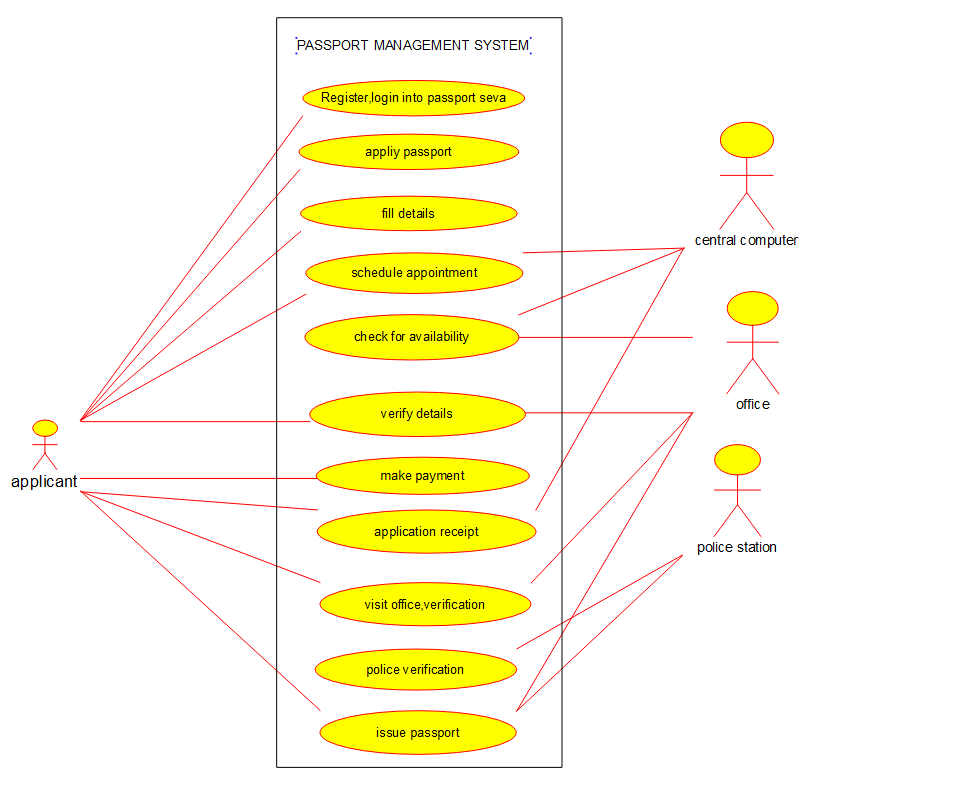 PASSPORT MANAGEMENT SYSTEM
Register,login into passport seva
appliy passport
fill details
schedule appointment
central computer
check for availability
office
verify details
applicant
make payment
application receipt
police station
visit office,verification
police verification
issue passport